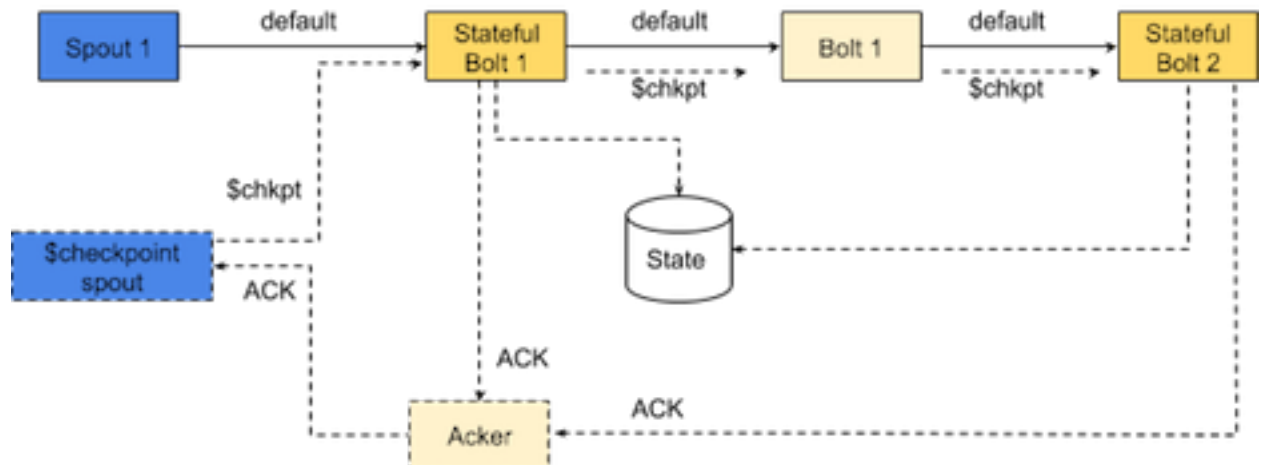 default
default
default
Spout 1
Stateful
Bolt 1
Bolt 1
Stateful
Bolt 2
$chkpt
$chkpt
$chkpt
$checkpoint
spout
State
ACK
ACK
ACK
Acker